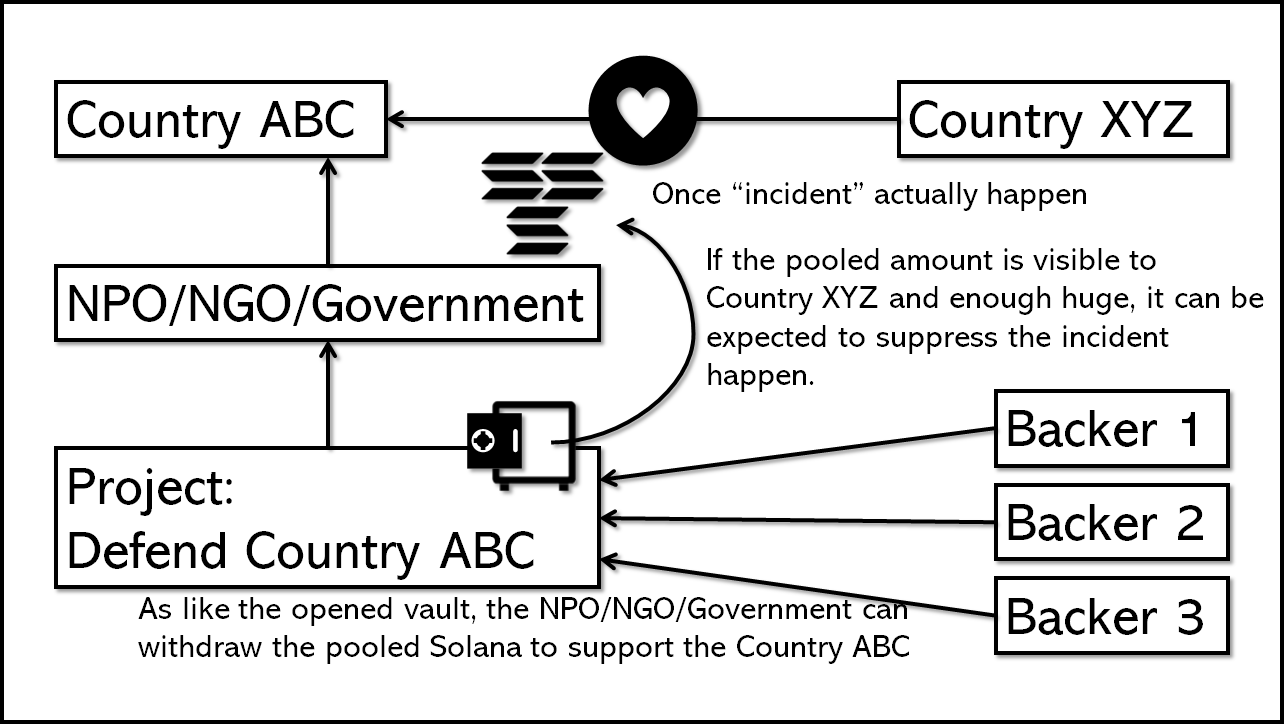 Country ABC
Country XYZ
Once “incident” actually happen
If the pooled amount is visible to
Country XYZ and enough huge, it can be
expected to suppress the incident
happen.
NPO/NGO/Government
Backer 1
Project:
Defend Country ABC
Backer 2
Backer 3
As like the opened vault, the NPO/NGO/Government can
withdraw the pooled Solana to support the Country ABC